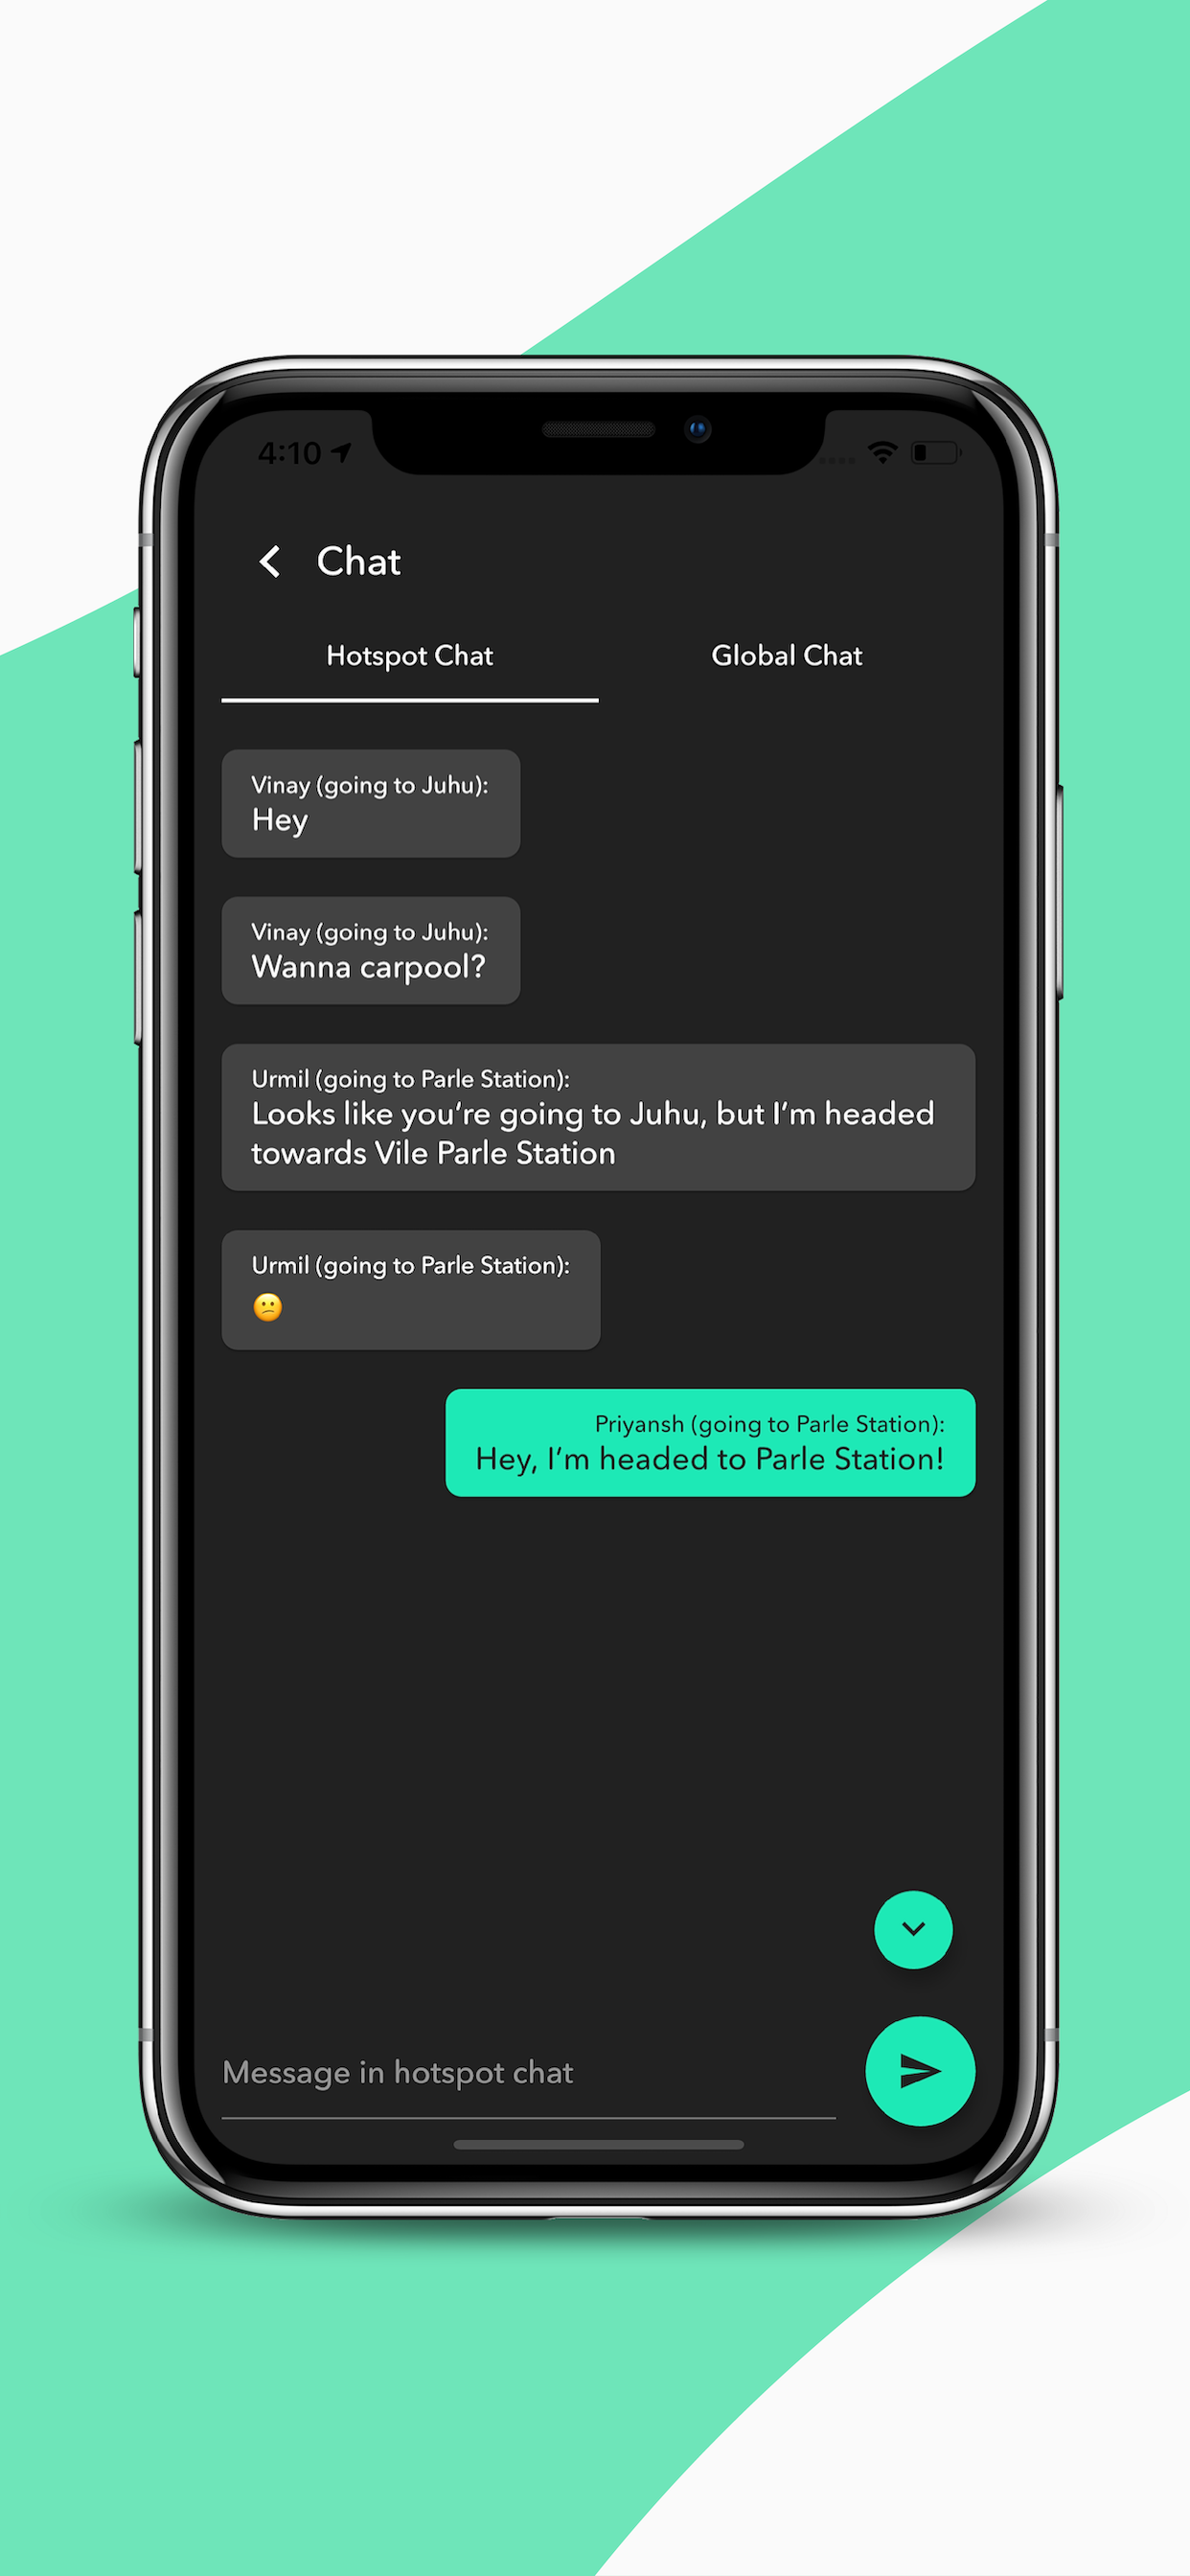 4:10
Chat
Hotspot Chat
Global Chat
Vinay (going to Juhu):
Hey
Vinay (going to Juhu):
Wanna carpool?
Urmil (going to Parle Station):
Looks like you’re going to Juhu, but I’m headed
towards Vile Parle Station
Urmil (going to Parle Station):
😕
Priyansh (going to Parle Station):
Hey, I’m headed to Parle Station!
Message in hotspot chat